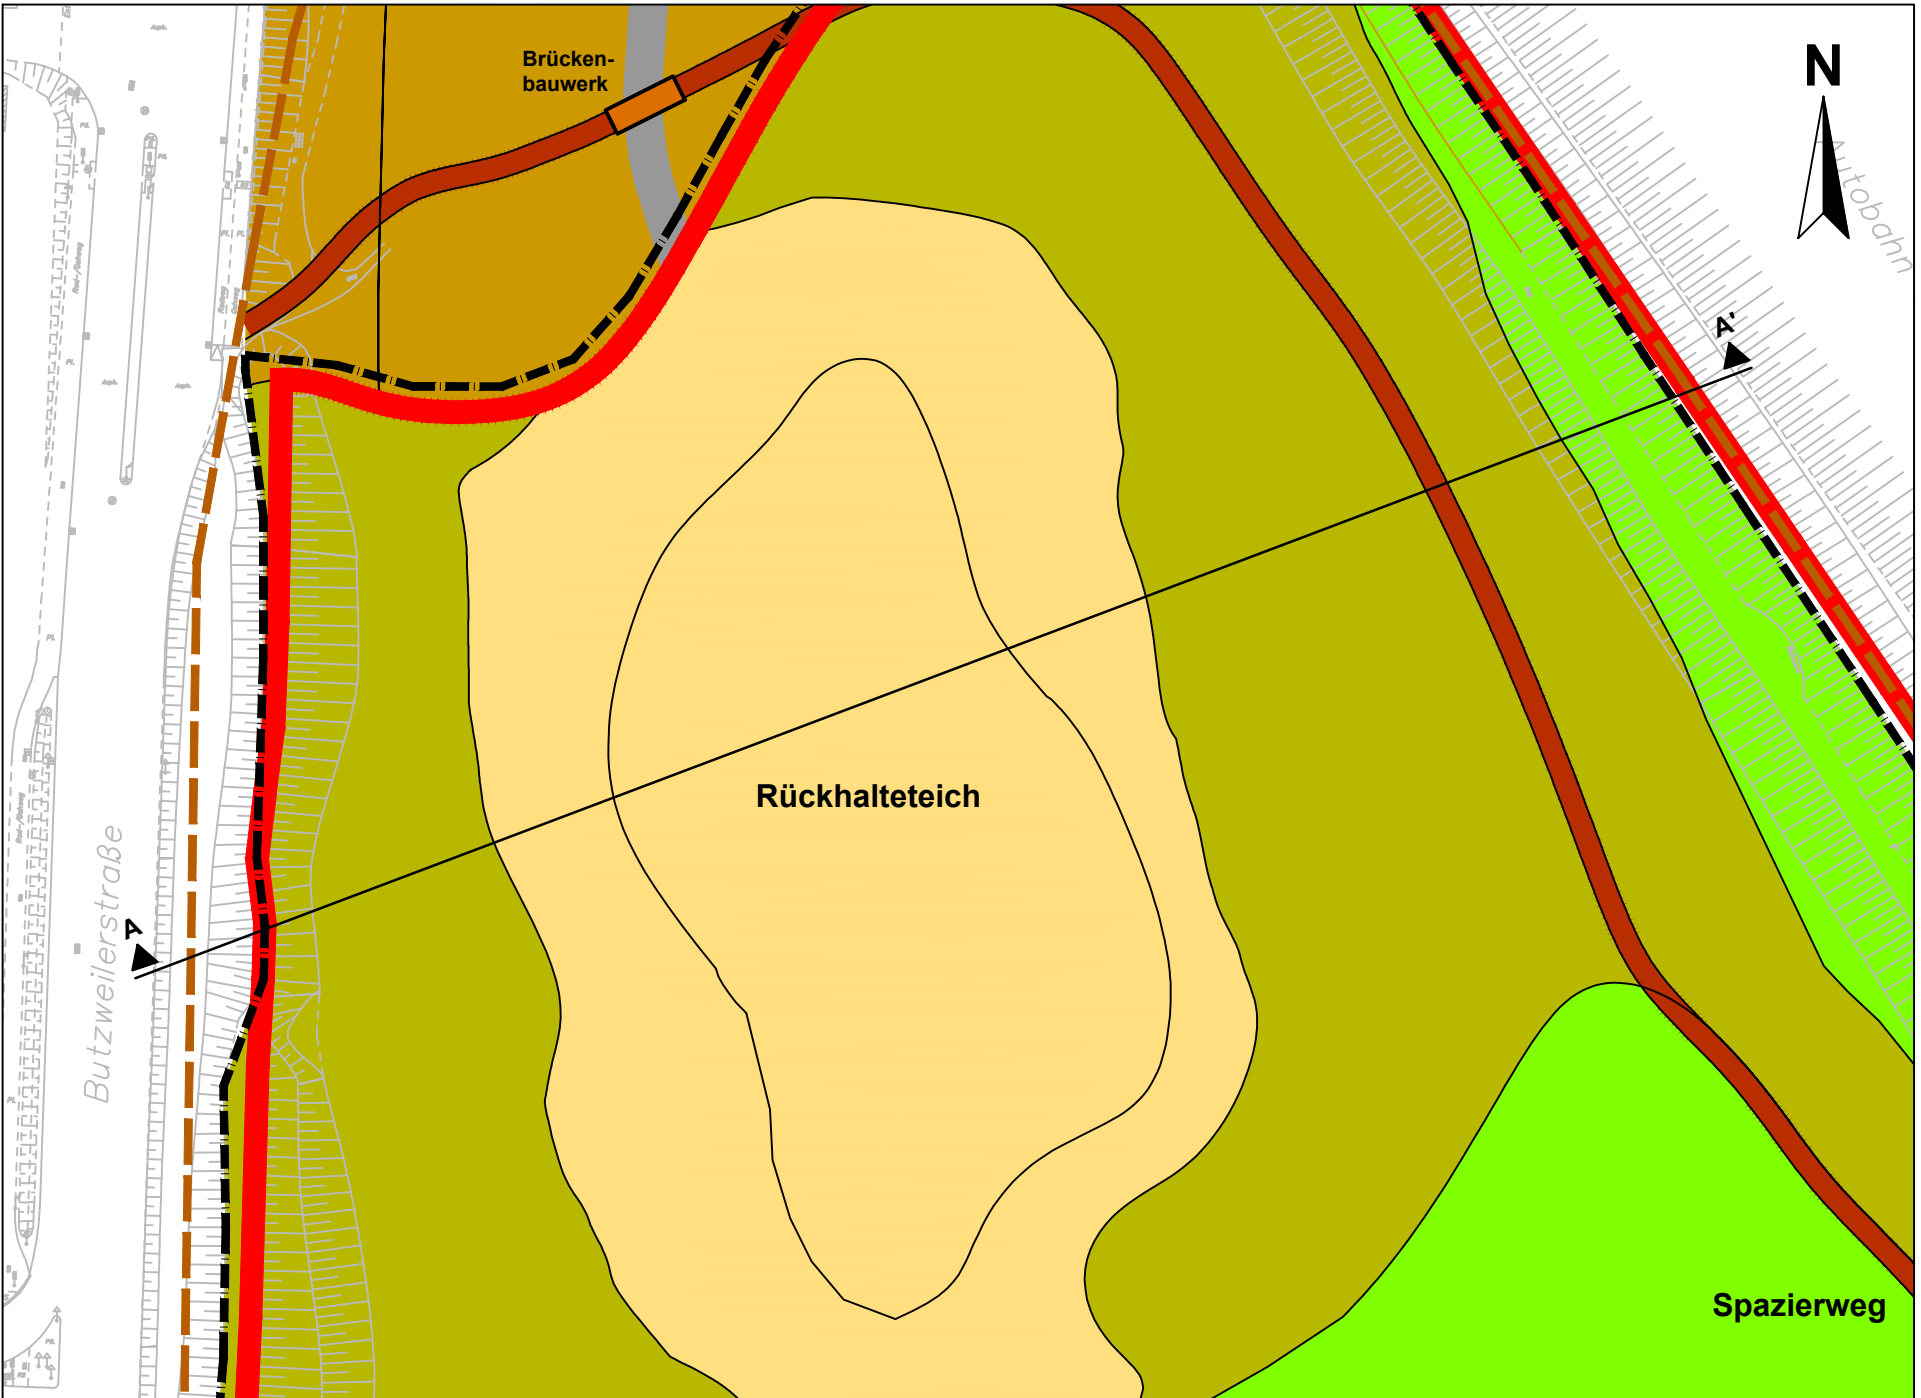 Brücken-
bauwerk
N
Autobahn
A'
Rückhalteteich
A
Butzweilerstraße
Spazierweg